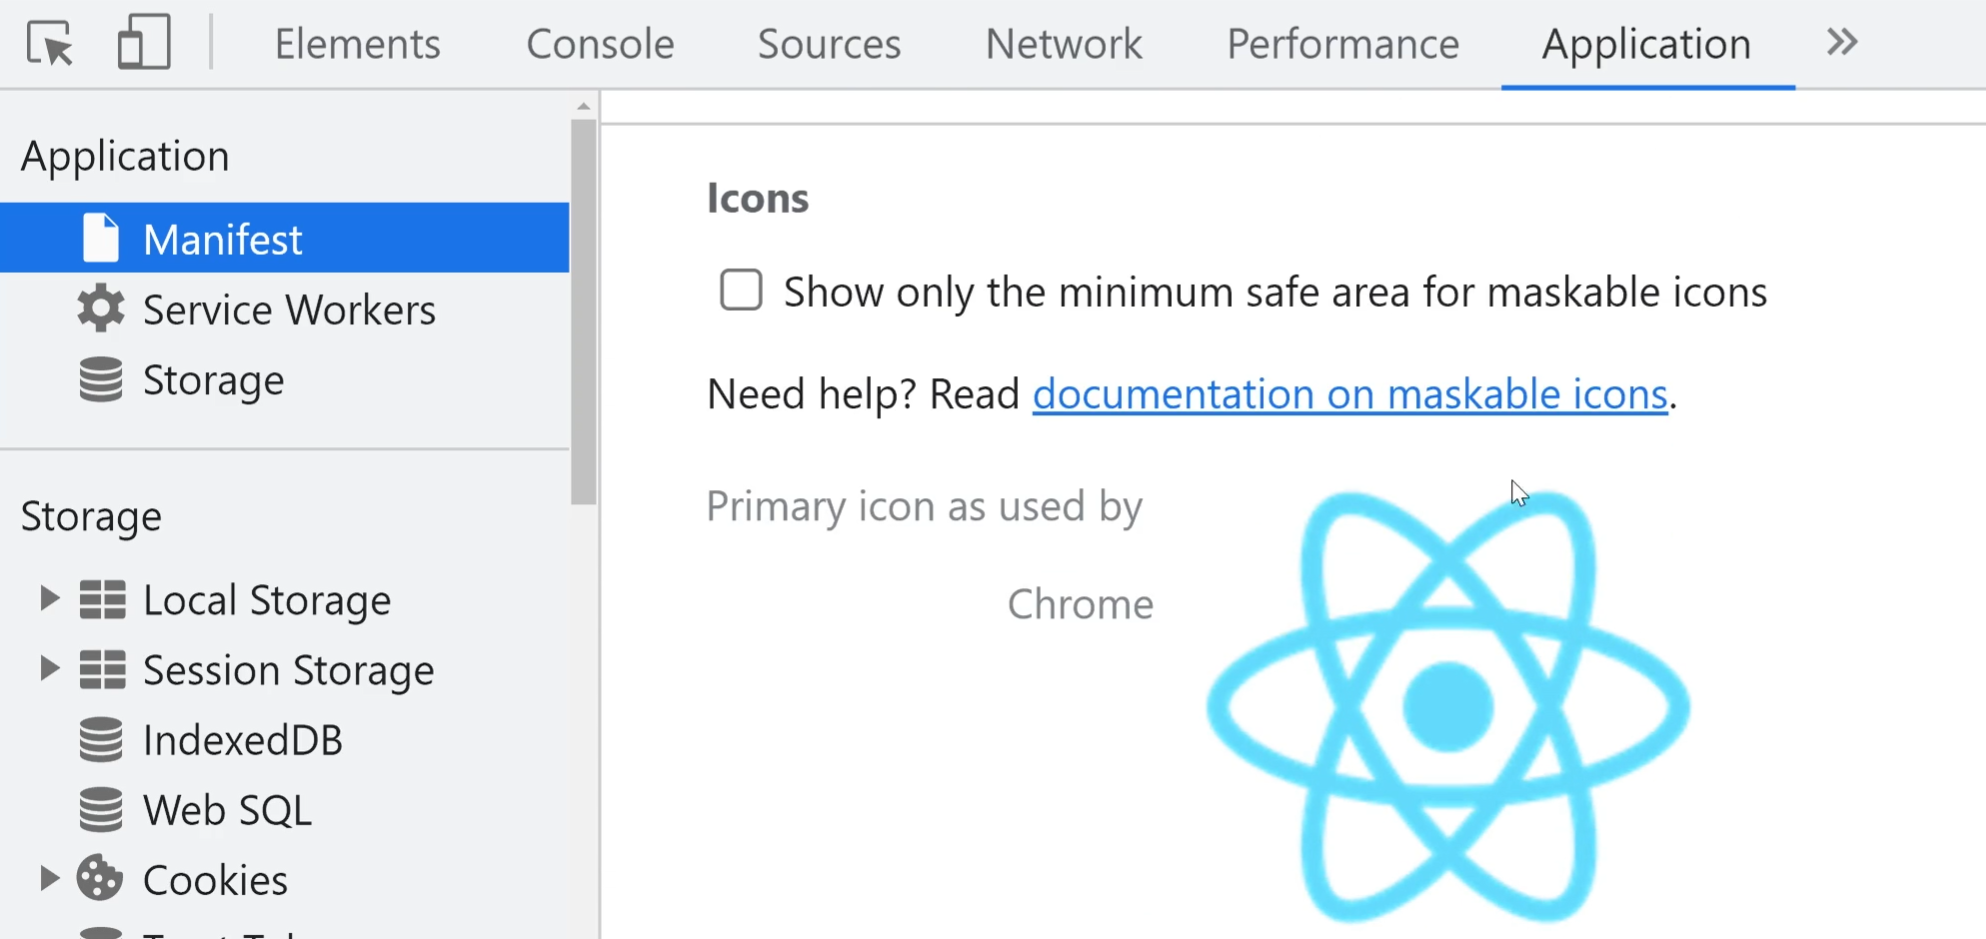 Elements Console Sources Network Performance Application
Application
Manifest
Service Workers
Storage
Storage
Local Storage
Session Storage
IndexedDB
Web SQL
Cookies
Icons
Show only the minimum safe area for maskable icons
Need help? Read documentation on maskable icons.
Primary icon as used by
Chrome